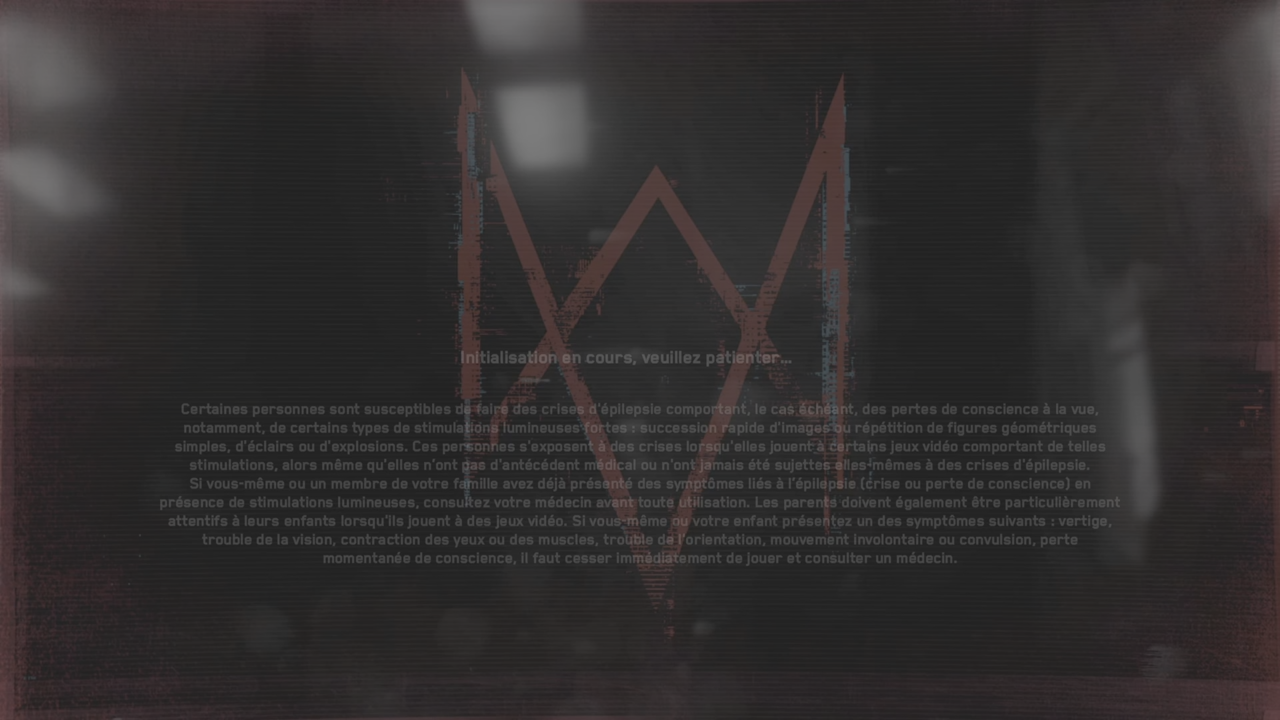 Initialisation en cours, veuillez patienter...
Certaines personnes sont susceptibles de faire des crises d'épilepsie comportant, le cas échéant, des pertes de conscience à la vue,
notamment, de certains types de stimulations lumineuses fortes : succession rapide d'images ou répétition de figures géométriques
simples, d'éclairs ou d'explosions. Ces personnes s'exposent à des crises lorsqu'elles jouent à certains jeux vidéo comportant de telles
stimulations, alors même qu'elles n'ont pas d'antécédent médical ou n'ont jamais été sujettes elles-mêmes à des crises d'épilepsie.
Si vous-même ou un membre de votre famille avez déjà présenté des symptômes liés à l'épilepsie (crise ou perte de conscience) en
présence de stimulations lumineuses, consultez votre médecin avant toute utilisation. Les parents doivent également être particulièrement
attentifs à leurs enfants lorsqu'ils jouent à des jeux vidéo. Si vous-même ou votre enfant présentez un des symptômes suivants : vertige,
trouble de la vision, contraction des yeux ou des muscles, trouble de l'orientation, mouvement involontaire ou convulsion, perte
momentanée de conscience, il faut cesser immédiatement de jouer et consulter un médecin.